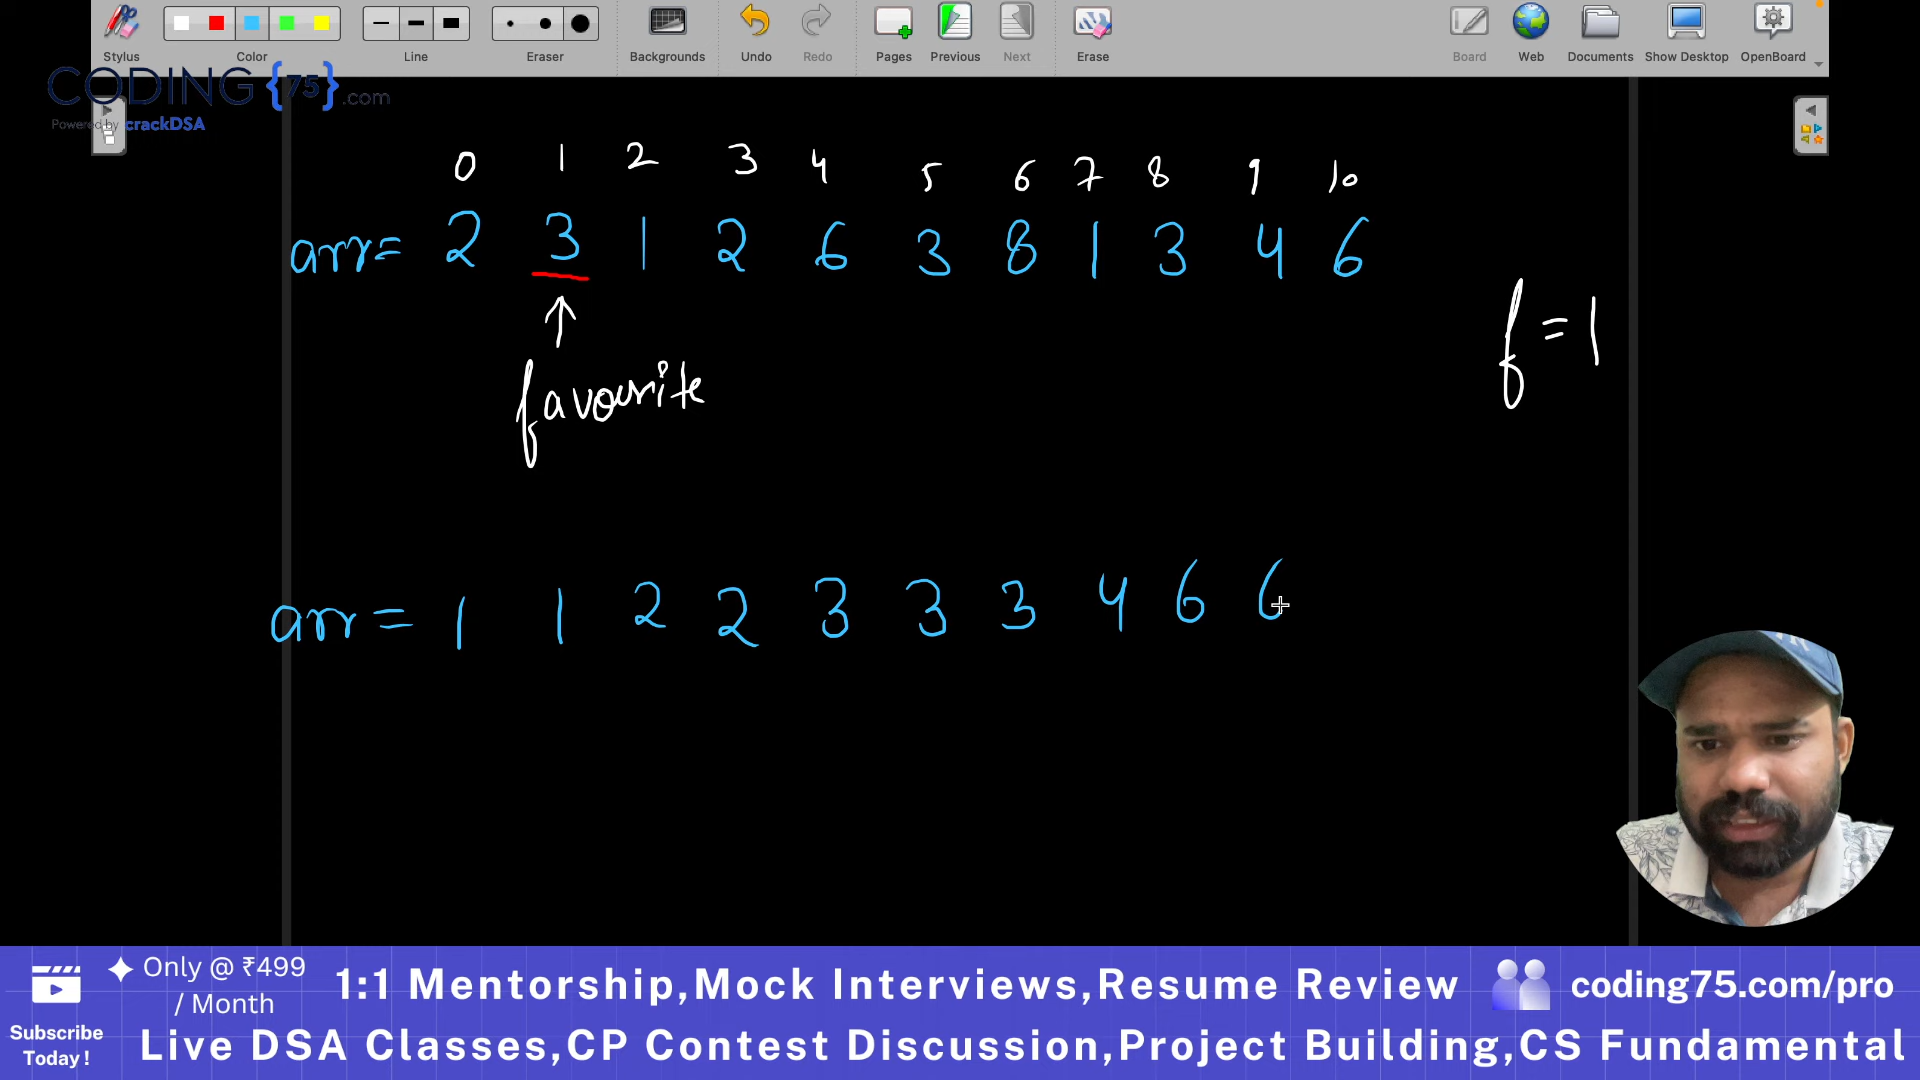 Stylus Color Line Eraser Backgrounds Undo Redo Pages Previous Next Erase Board Web Documents Show Desktop OpenBoard
CODING {75} .com
Powered by crackDSA
0 1 2 3 4 5 6 7 8 9 10
arr= 2 3 1 2 6 3 8 1 3 4 6
f = 1
favourite
arr = 1 1 2 2 3 3 3 4 6 6
Only @ ₹499
/ Month
1:1 Mentorship,Mock Interviews,Resume Review
coding75.com/pro
Subscribe
Today !
Live DSA Classes,CP Contest Discussion,Project Building,CS Fundamental